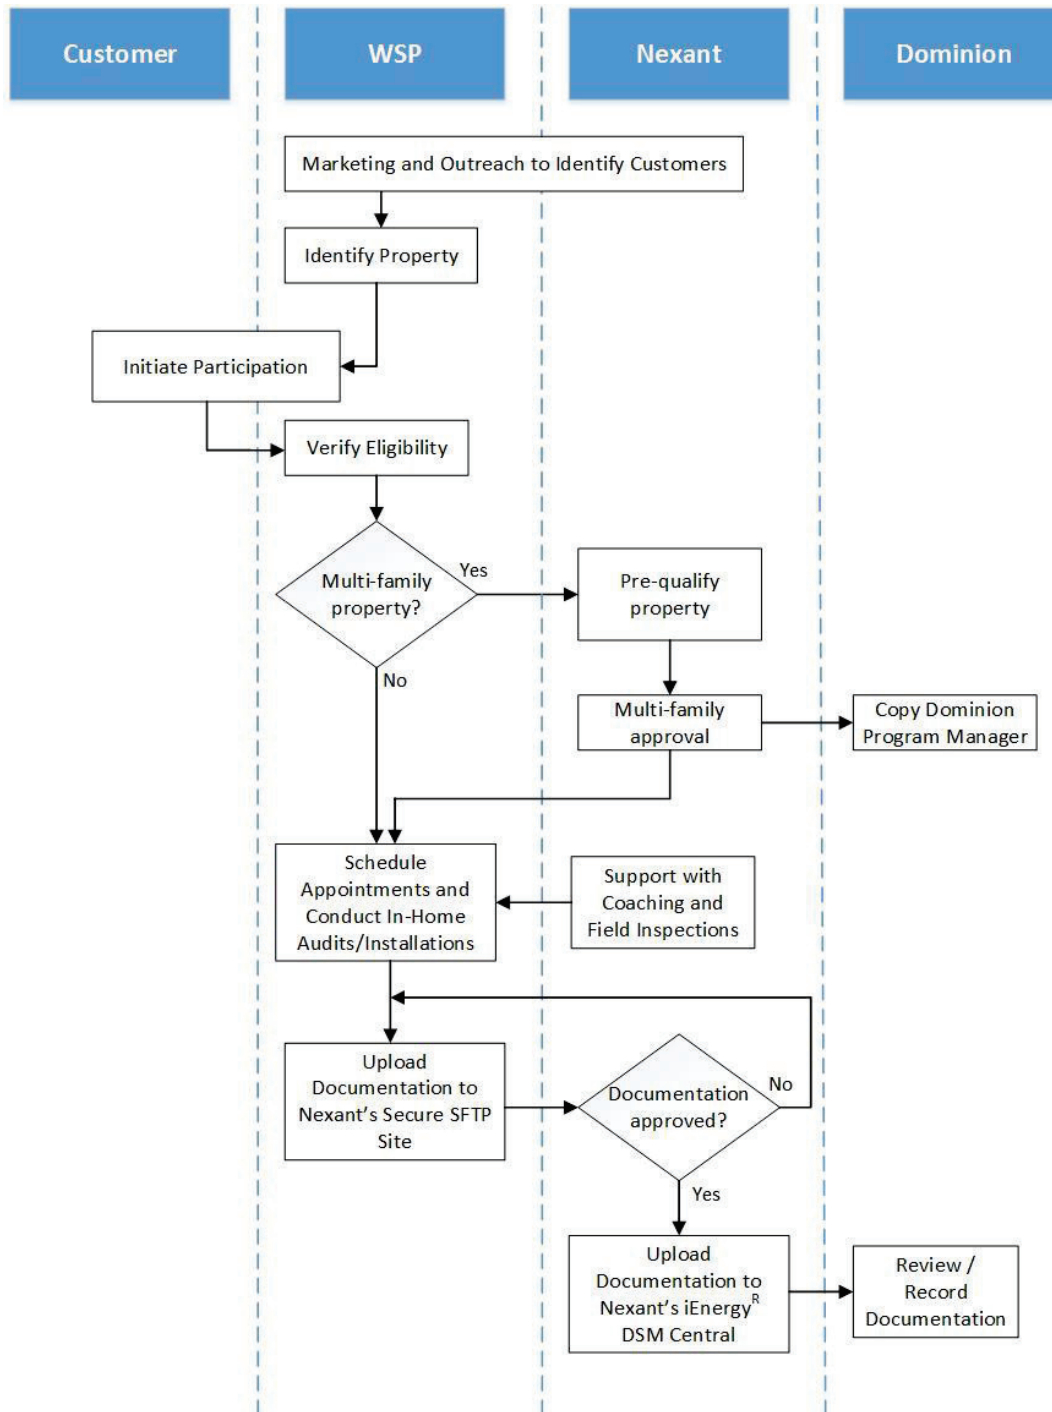 Customer
WSP
Nexant
Dominion
Marketing and Outreach to Identify Customers
Identify Property
Initiate Participation
Verify Eligibility
Multi-family
property?
Yes
No
Pre-qualify
property
Multi-family
approval
Copy Dominion
Program Manager
Schedule
Appointments and
Conduct In-Home
Audits/Installations
Support with
Coaching and
Field Inspections
Upload
Documentation to
Nexant's Secure SFTP
Site
Documentation
approved?
No
Yes
Upload
Documentation to
Nexant's iEnergyᴿ
DSM Central
Review /
Record
Documentation